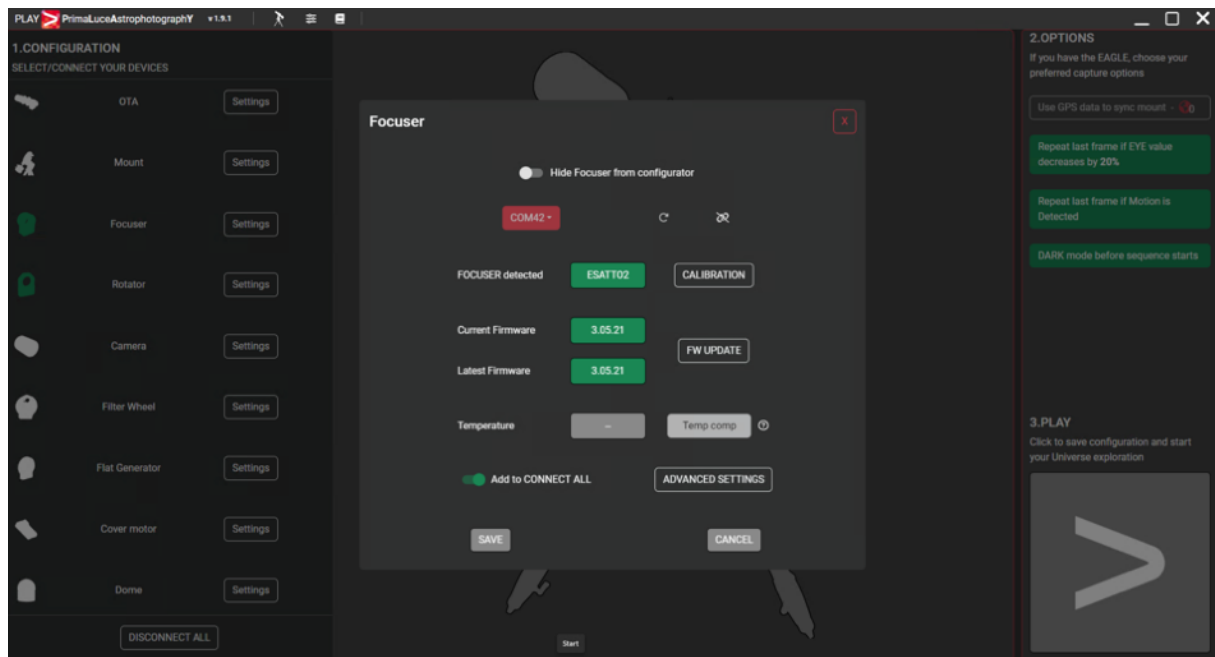 PLAY PrimaLuceAstrophotographY v1.9.1
1.CONFIGURATION
SELECT/CONNECT YOUR DEVICES
OTA Settings
Mount Settings
Focuser Settings
Rotator Settings
Camera Settings
Filter Wheel Settings
Flat Generator Settings
Cover motor Settings
Dome Settings
DISCONNECT ALL
Focuser X
Hide Focuser from configurator
COM42
FOCUSER detected ESATTO2 CALIBRATION
Current Firmware 3.05.21
FW UPDATE
Latest Firmware 3.05.21
Temperature – Temp comp ?
Add to CONNECT ALL ADVANCED SETTINGS
SAVE CANCEL
Start
2.OPTIONS
If you have the EAGLE, choose your
preferred capture options
Use GPS data to sync mount - 0
Repeat last frame if EYE value
decreases by 20%
Repeat last frame if Motion is
Detected
DARK mode before sequence starts
3.PLAY
Click to save configuration and start
your Universe exploration